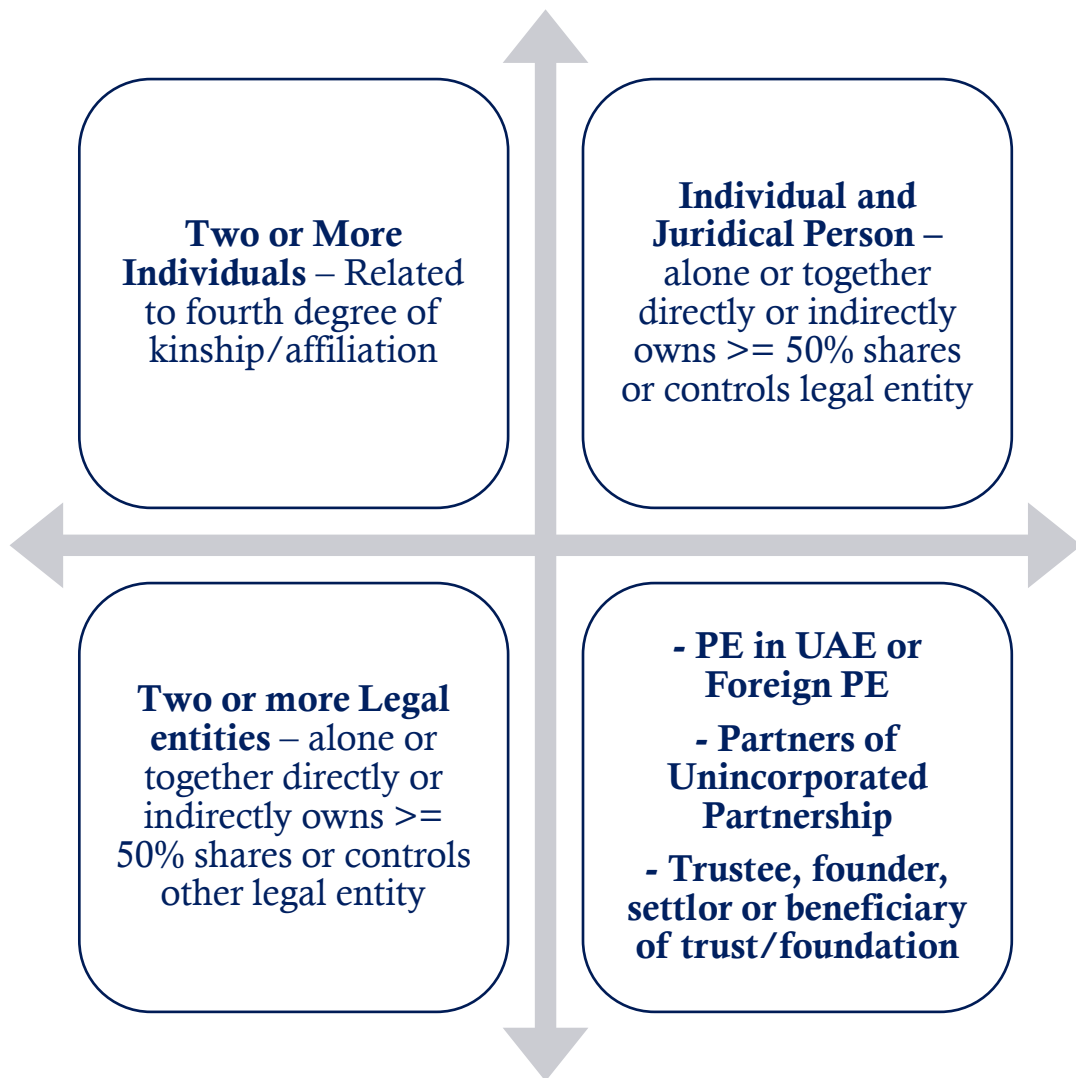 Two or More
Individuals – Related
to fourth degree of
kinship/affiliation
Individual and
Juridical Person –
alone or together
directly or indirectly
owns >= 50% shares
or controls legal entity
Two or more Legal
entities – alone or
together directly or
indirectly owns >=
50% shares or controls
other legal entity
- PE in UAE or
Foreign PE
- Partners of
Unincorporated
Partnership
- Trustee, founder,
settlor or beneficiary
of trust/foundation